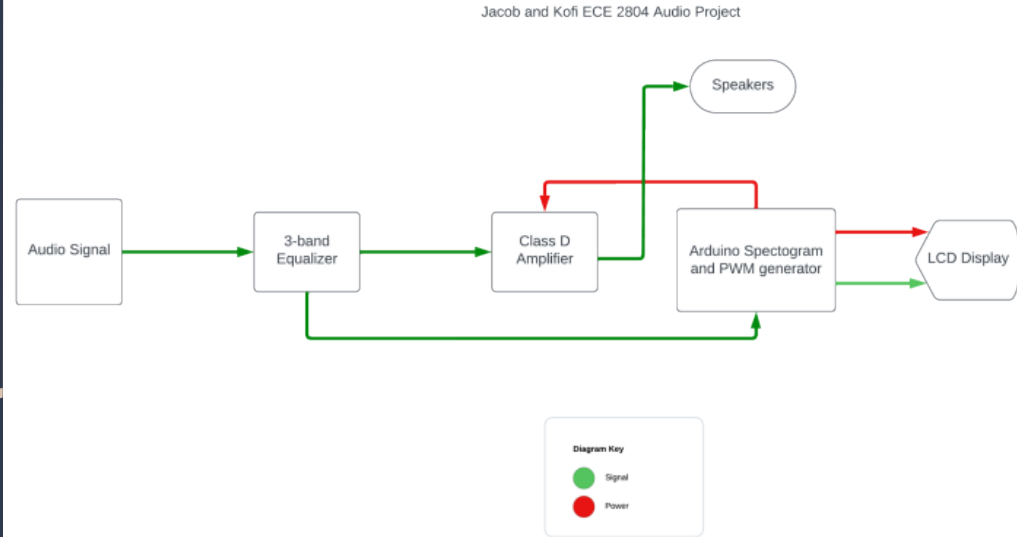 Jacob and Kofi ECE 2804 Audio Project
Speakers
Audio Signal
3-band
Equalizer
Class D
Amplifier
Arduino Spectogram
and PWM generator
LCD Display
Diagram Key
Signal
Power